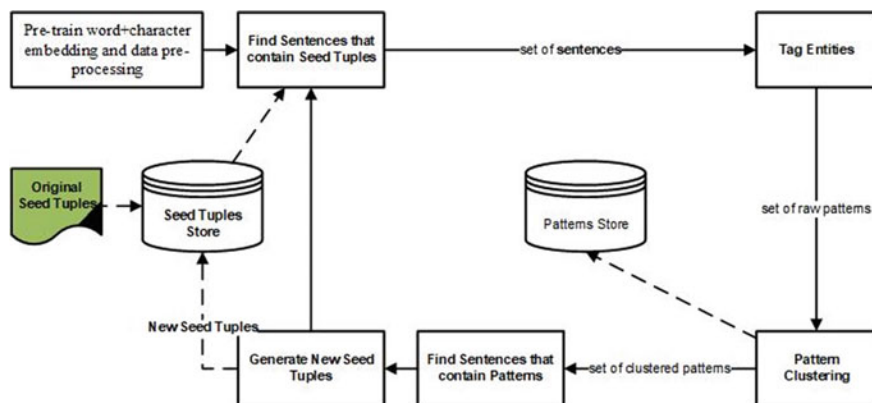 Pre-train word+character
embedding and data pre-
processing
Find Sentences that
contain Seed Tuples
set of sentences
Tag Entities
Original
Seed Tuples
Seed Tuples
Store
Patterns Store
set of raw patterns
New Seed Tuples
Generate New Seed
Tuples
Find Sentences that
contain Patterns
set of clustered patterns
Pattern
Clustering